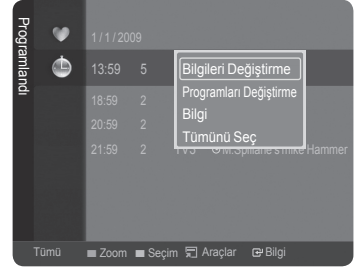 Programlandı
1 / 1 / 2009
13:59 5
18:59 2
20:59 2
21:59 2 TV3 M.Spillane's mike Hammer
Bilgileri Değiştirme
Programları Değiştirme
Bilgi
Tümünü Seç
Tümü Zoom Seçim Araçlar Bilgi